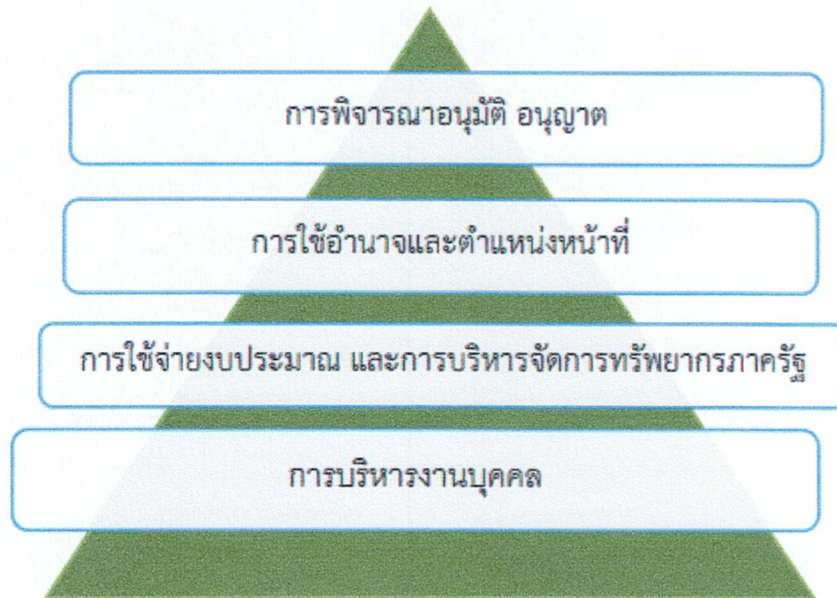 การพิจารณาอนุมัติ อนุญาต
การใช้อำนาจและตำแหน่งหน้าที่
การใช้จ่ายงบประมาณ และการบริหารจัดการทรัพยากรภาครัฐ
การบริหารงานบุคคล